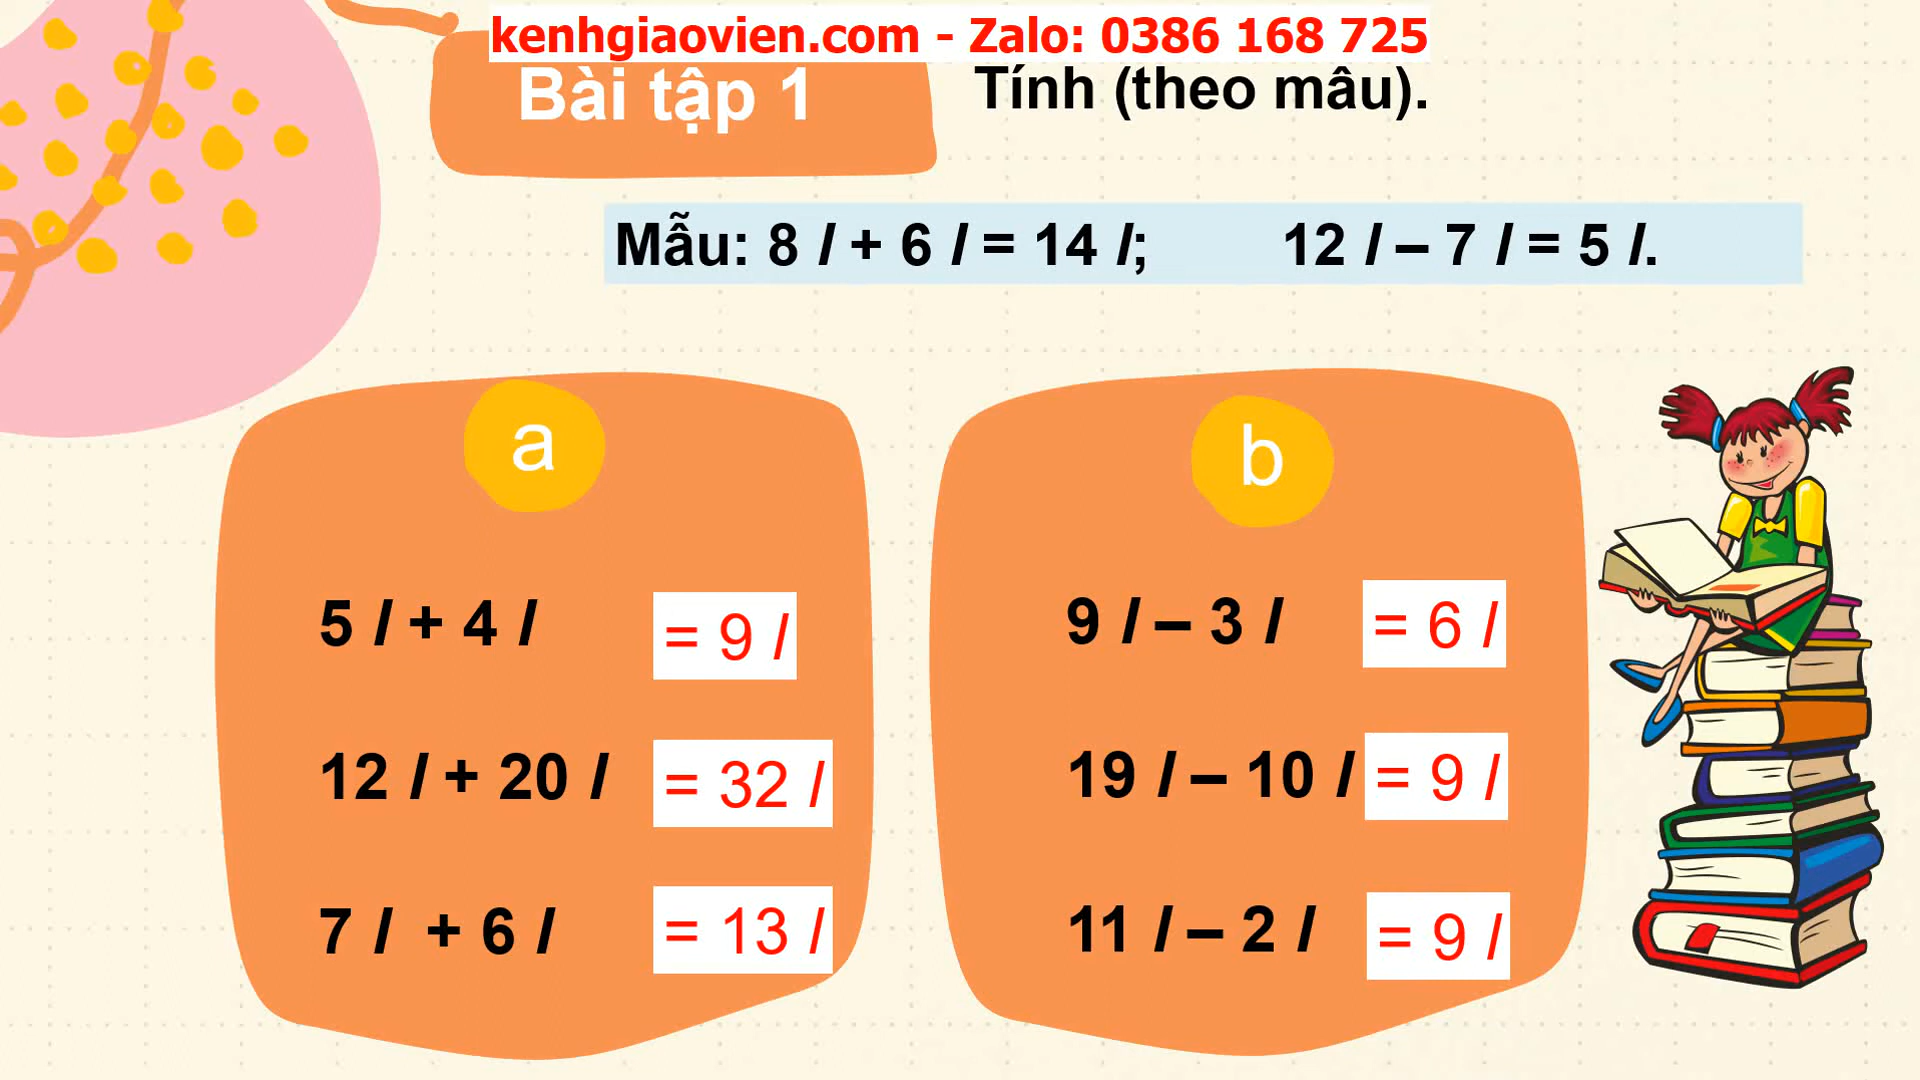 kenhgiaovien.com - Zalo: 0386 168 725
Bài tập 1
Tính (theo mâu).
Mẫu: 8 l + 6 l = 14 l; 12 l – 7 l = 5 l.
a
5 l + 4 l = 9 l
12 l + 20 l = 32 l
7 l + 6 l = 13 l
b
9 l – 3 l = 6 l
19 l – 10 l = 9 l
11 l – 2 l = 9 l